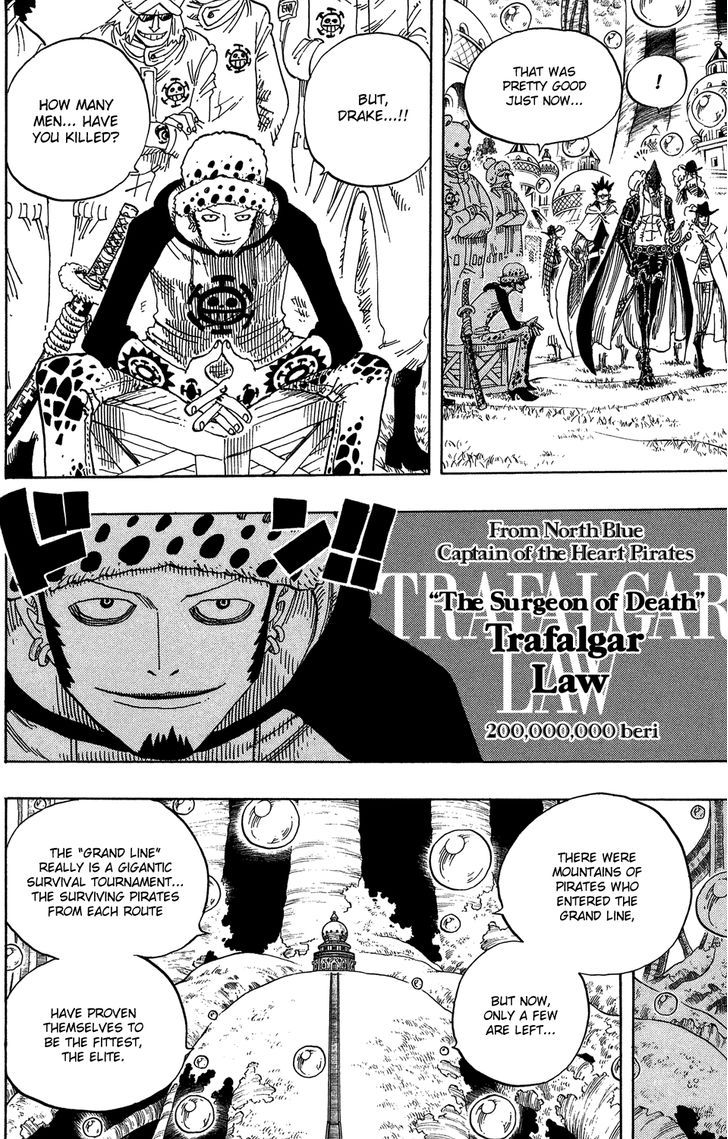 !
THAT WAS
PRETTY GOOD
JUST NOW...
BUT,
DRAKE...!!
HOW MANY
MEN... HAVE
YOU KILLED?
ドン!!
From North Blue
Captain of the Heart Pirates
TRAFALGAR
LAW
"The Surgeon of Death"
Trafalgar
Law
200,000,000 beri
THERE WERE
MOUNTAINS OF
PIRATES WHO
ENTERED THE
GRAND LINE,
BUT NOW,
ONLY A FEW
ARE LEFT...
THE "GRAND LINE"
REALLY IS A GIGANTIC
SURVIVAL TOURNAMENT...
THE SURVIVING PIRATES
FROM EACH ROUTE
HAVE PROVEN
THEMSELVES TO
BE THE FITTEST,
THE ELITE.